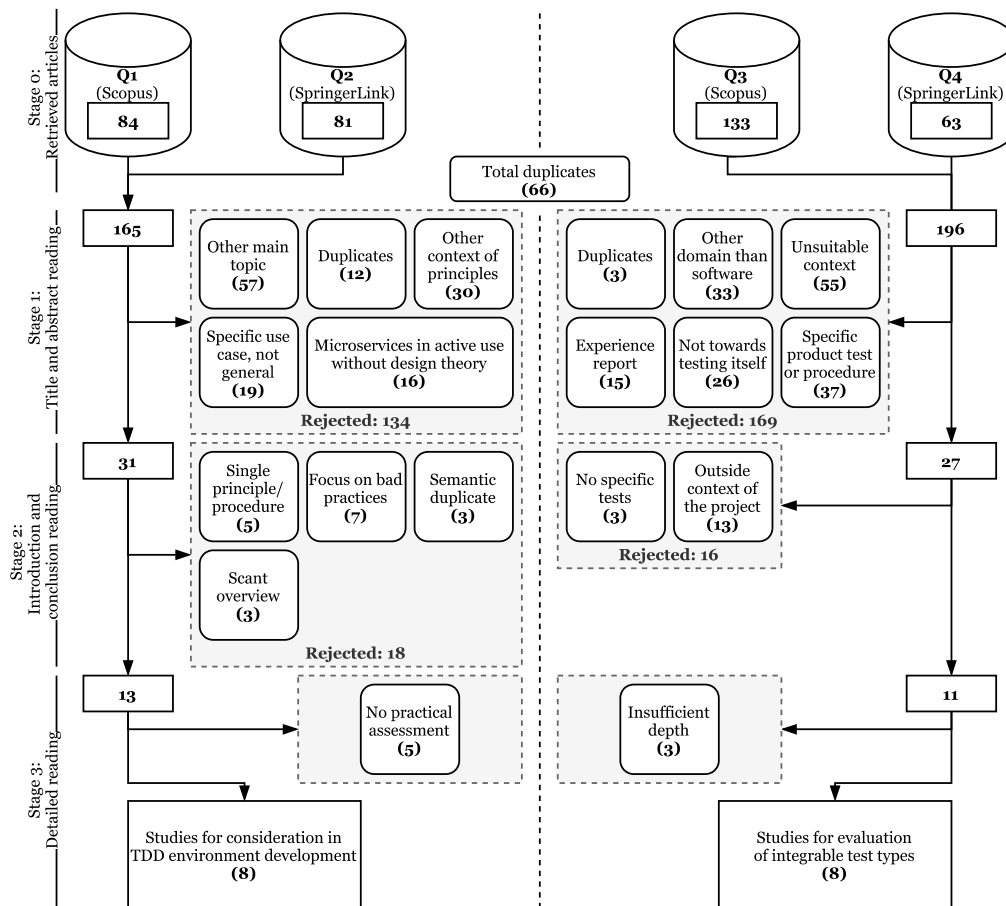 Stage 0:
Retrieved articles
Q1
(Scopus)
84
Q2
(SpringerLink)
81
Q3
(Scopus)
133
Q4
(SpringerLink)
63
Total duplicates
(66)
Stage 1:
Title and abstract reading
165
Other main
topic
(57)
Duplicates
(12)
Other
context of
principles
(30)
Specific use
case, not
general
(19)
Microservices in active use
without design theory
(16)
Rejected: 134
Duplicates
(3)
Other
domain than
software
(33)
Unsuitable
context
(55)
Experience
report
(15)
Not towards
testing itself
(26)
Specific
product test
or procedure
(37)
Rejected: 169
196
Stage 2:
Introduction and
conclusion reading
31
Single
principle/
procedure
(5)
Focus on bad
practices
(7)
Semantic
duplicate
(3)
Scant
overview
(3)
Rejected: 18
No specific
tests
(3)
Outside
context of
the project
(13)
Rejected: 16
27
Stage 3:
Detailed reading
13
No practical
assessment
(5)
Insufficient
depth
(3)
11
Studies for consideration in
TDD environment development
(8)
Studies for evaluation
of integrable test types
(8)